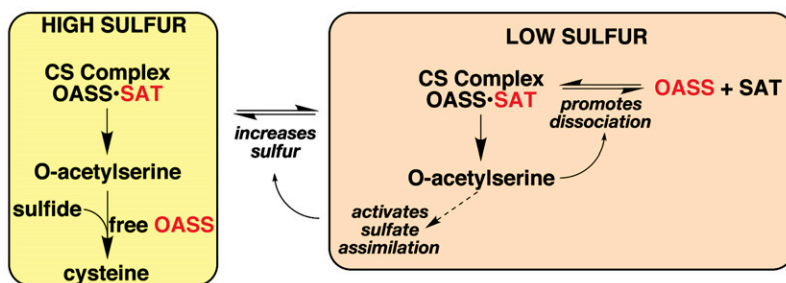 HIGH SULFUR
CS Complex
OASS•SAT
O-acetylserine
sulfide
free OASS
cysteine
increases
sulfur
LOW SULFUR
CS Complex
OASS•SAT
promotes
dissociation
OASS + SAT
O-acetylserine
activates
sulfate
assimilation